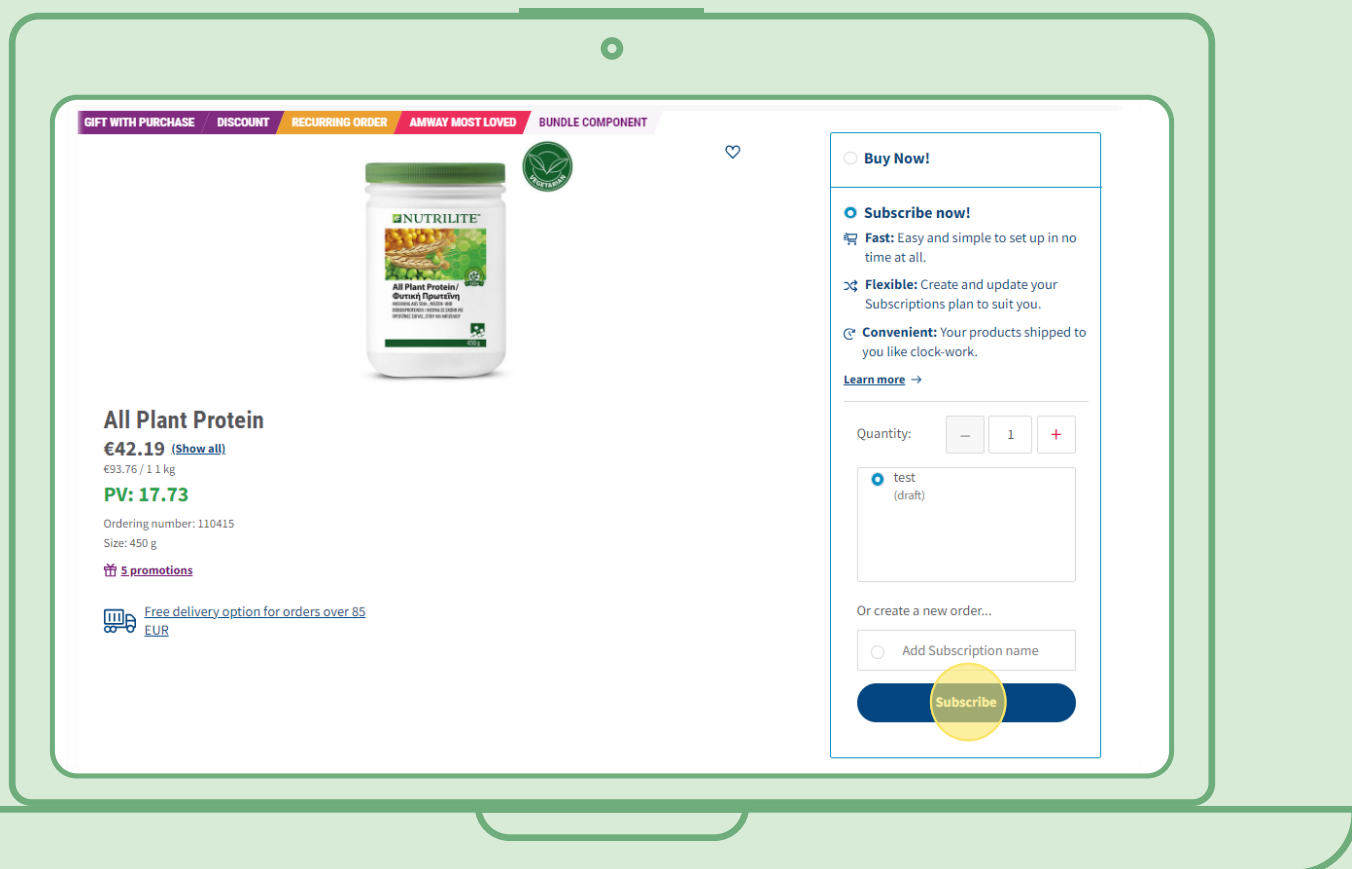 GIFT WITH PURCHASE DISCOUNT RECURRING ORDER AMWAY MOST LOVED BUNDLE COMPONENT
VEGETARIAN
NUTRILITE™
All Plant Protein/
Φυτική Πρωτεΐνη
450 g
All Plant Protein
€42.19 (Show all)
€93.76 / 1 1 kg
PV: 17.73
Ordering number: 110415
Size: 450 g
5 promotions
Free delivery option for orders over 85
EUR
Buy Now!
Subscribe now!
Fast: Easy and simple to set up in no
time at all.
Flexible: Create and update your
Subscriptions plan to suit you.
Convenient: Your products shipped to
you like clock-work.
Learn more →
Quantity: – 1 +
test
(draft)
Or create a new order...
Add Subscription name
Subscribe